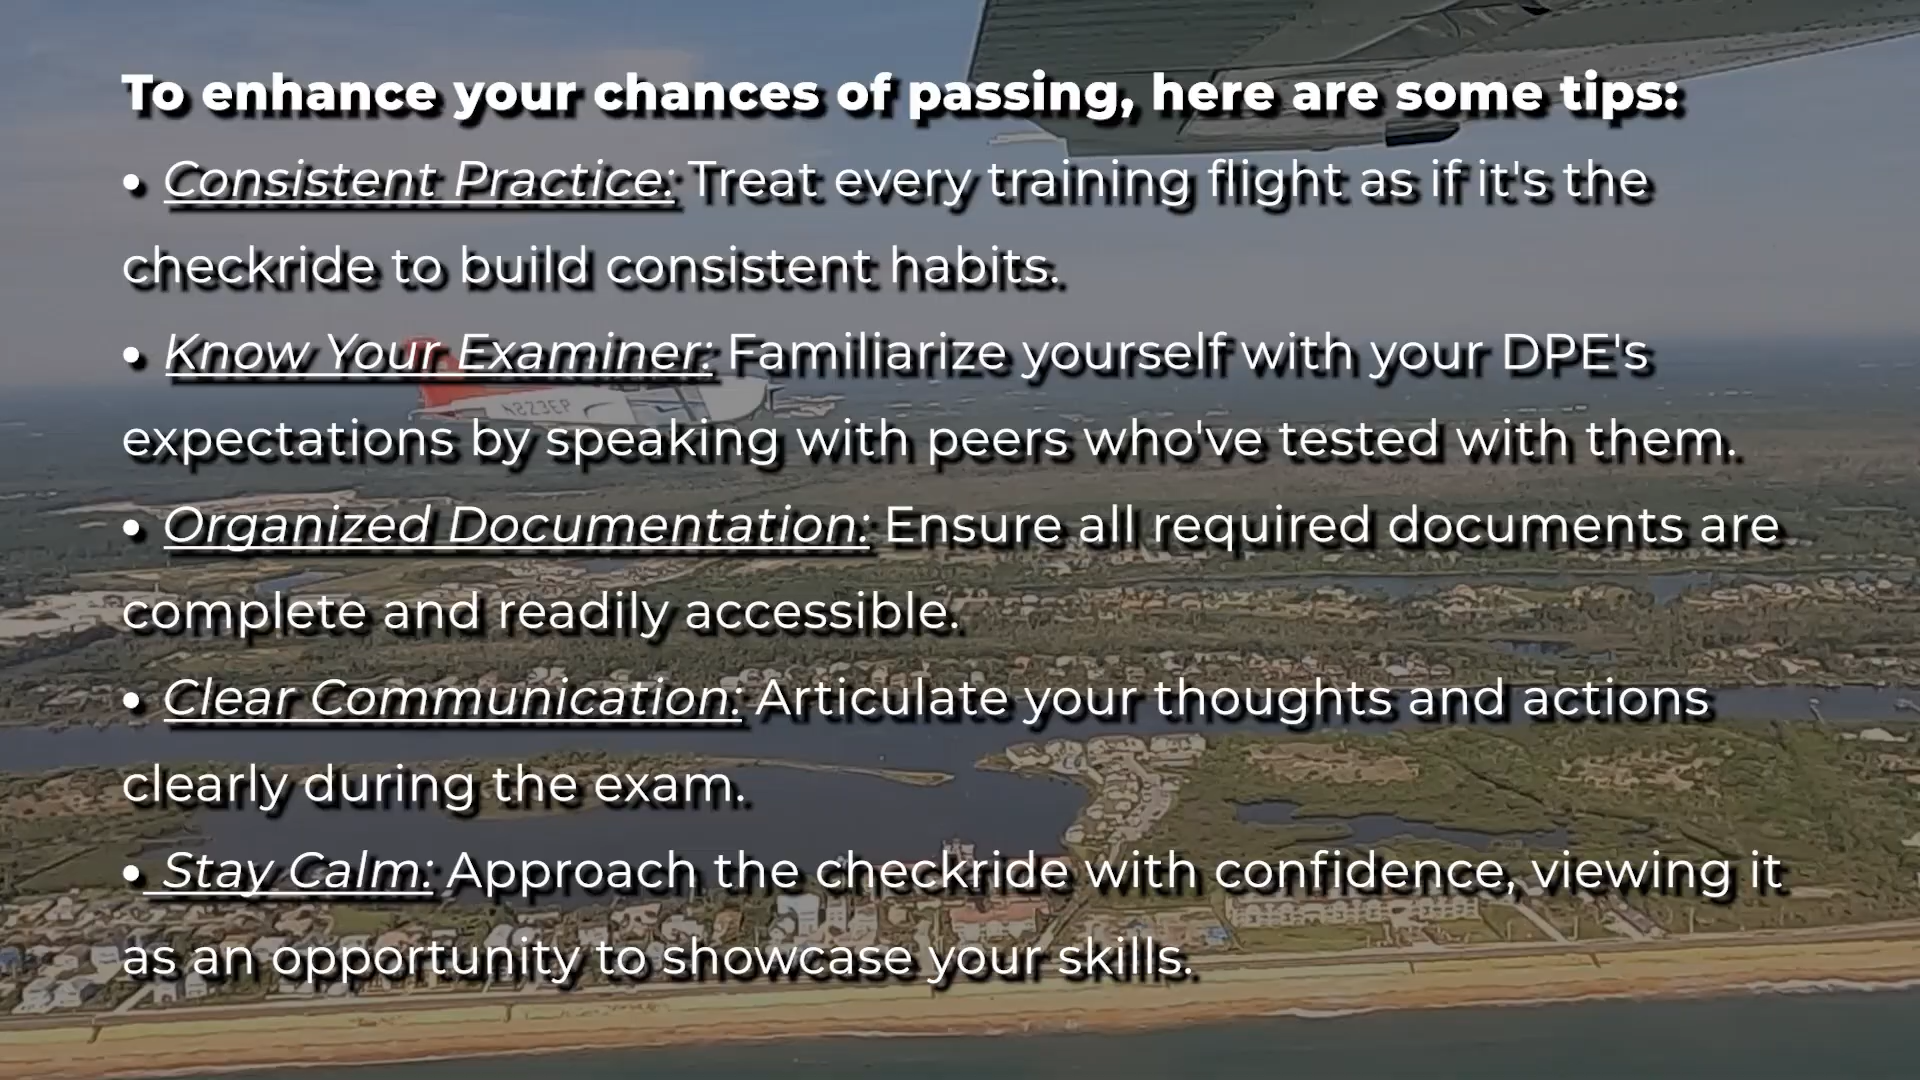 To enhance your chances of passing, here are some tips:
• Consistent Practice: Treat every training flight as if it's the
checkride to build consistent habits.
• Know Your Examiner: Familiarize yourself with your DPE's
expectations by speaking with peers who've tested with them.
• Organized Documentation: Ensure all required documents are
complete and readily accessible.
• Clear Communication: Articulate your thoughts and actions
clearly during the exam.
• Stay Calm: Approach the checkride with confidence, viewing it
as an opportunity to showcase your skills.